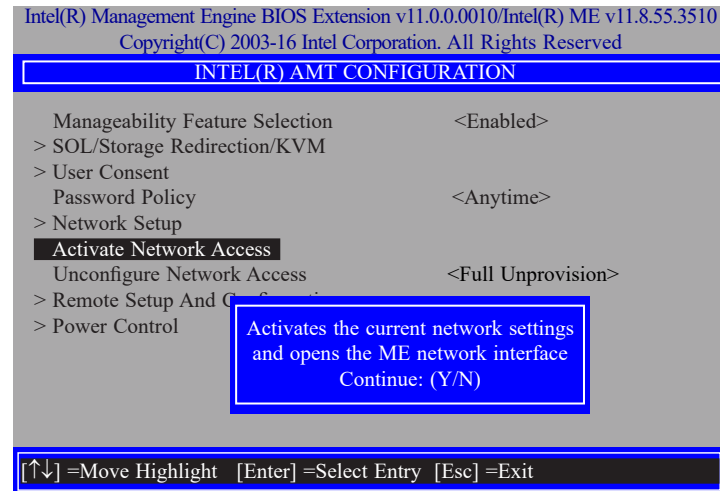 Intel(R) Management Engine BIOS Extension v11.0.0.0010/Intel(R) ME v11.8.55.3510
Copyright(C) 2003-16 Intel Corporation. All Rights Reserved
INTEL(R) AMT CONFIGURATION
Manageability Feature Selection <Enabled>
> SOL/Storage Redirection/KVM
> User Consent
Password Policy <Anytime>
> Network Setup
Activate Network Access
Unconfigure Network Access <Full Unprovision>
> Remote Setup And
> Power Control
Activates the current network settings
and opens the ME network interface
Continue: (Y/N)
[↑↓] =Move Highlight [Enter] =Select Entry [Esc] =Exit